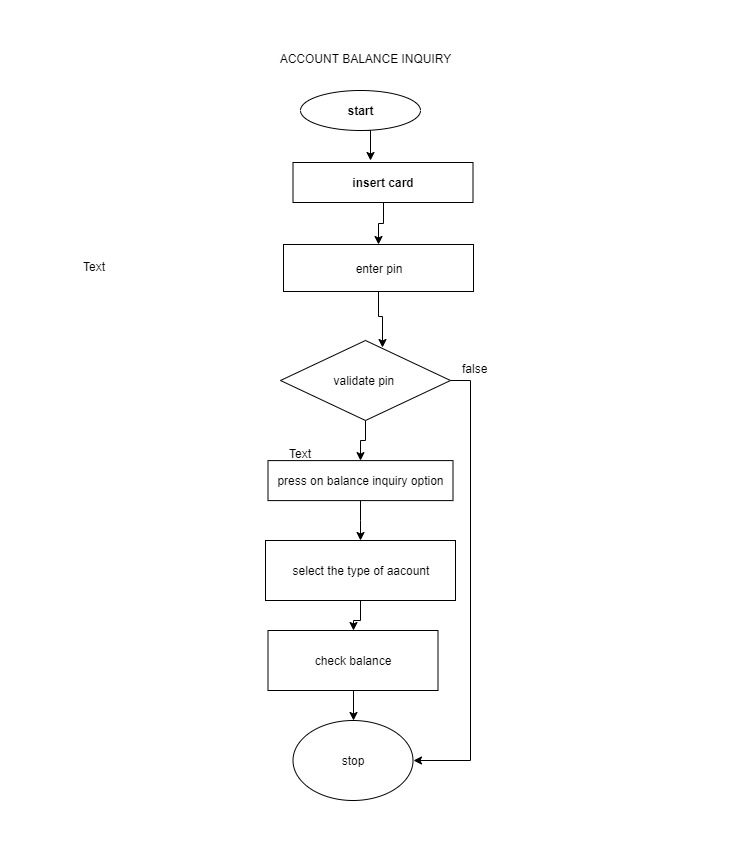 ACCOUNT BALANCE INQUIRY
start
insert card
Text
enter pin
false
validate pin
Text
press on balance inquiry option
select the type of aacount
check balance
stop